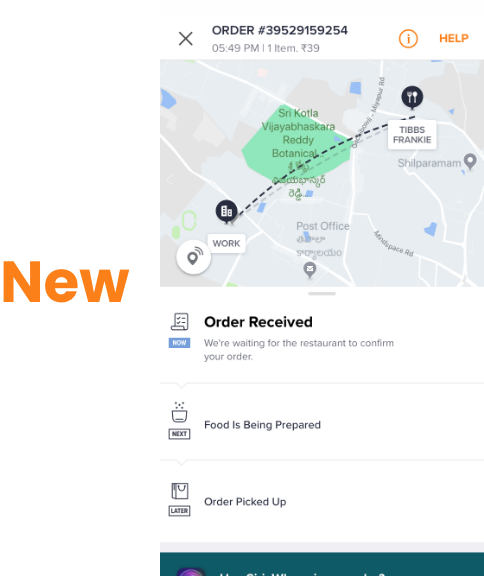 ORDER #39529159254
05:49 PM | 1 Item. ₹39
HELP
Sri Kotla
Vijayabhaskara
Reddy
Botanical
TIBBS
FRANKIE
Shilparamam
Post Office
WORK
Mindspace Rd
New
Order Received
NOW
We're waiting for the restaurant to confirm
your order.
Food Is Being Prepared
NEXT
Order Picked Up
LATER